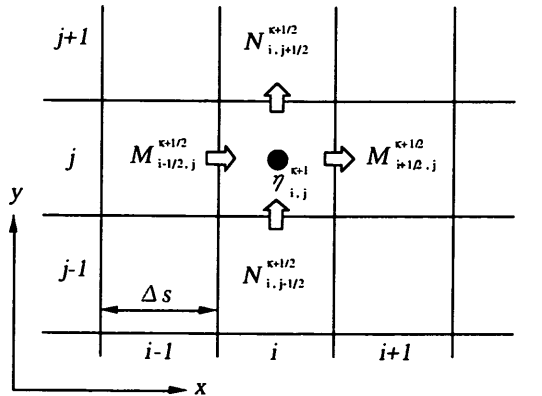 j+1 N i,j+1/2 κ+1/2
j M i-1/2,j κ+1/2 M i+1/2,j κ+1/2
η i,j κ+1
y
j-1 N i,j-1/2 κ+1/2
Δs
i-1 i i+1
x